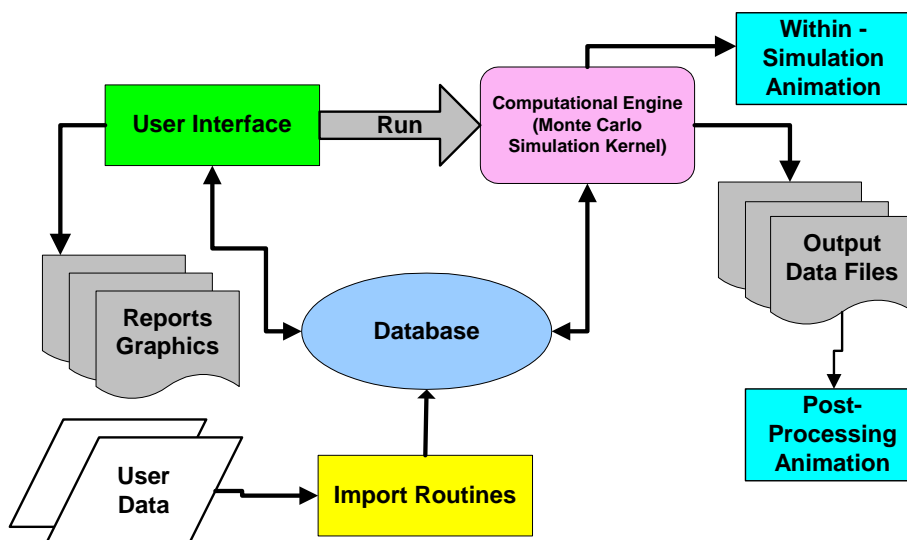 Within -
Simulation
Animation
User Interface
Run
Computational Engine
(Monte Carlo
Simulation Kernel)
Output
Data Files
Reports
Graphics
Database
Post-
Processing
Animation
User
Data
Import Routines